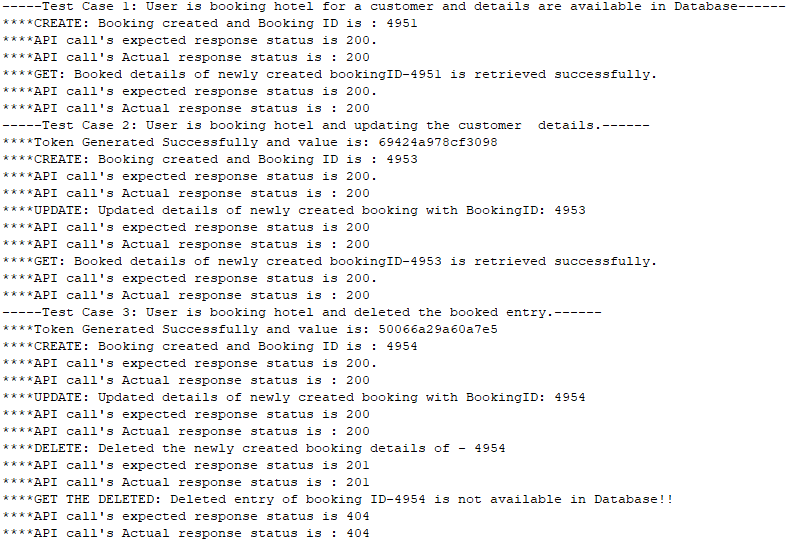 -----Test Case 1: User is booking hotel for a customer and details are available in Database------
****CREATE: Booking created and Booking ID is : 4951
****API call's expected response status is 200.
****API call's Actual response status is : 200
****GET: Booked details of newly created bookingID-4951 is retrieved successfully.
****API call's expected response status is 200.
****API call's Actual response status is : 200
-----Test Case 2: User is booking hotel and updating the customer  details.------
****Token Generated Successfully and value is: 69424a978cf3098
****CREATE: Booking created and Booking ID is : 4953
****API call's expected response status is 200.
****API call's Actual response status is : 200
****UPDATE: Updated details of newly created booking with BookingID: 4953
****API call's expected response status is 200
****API call's Actual response status is : 200
****GET: Booked details of newly created bookingID-4953 is retrieved successfully.
****API call's expected response status is 200.
****API call's Actual response status is : 200
-----Test Case 3: User is booking hotel and deleted the booked entry.------
****Token Generated Successfully and value is: 50066a29a60a7e5
****CREATE: Booking created and Booking ID is : 4954
****API call's expected response status is 200.
****API call's Actual response status is : 200
****UPDATE: Updated details of newly created booking with BookingID: 4954
****API call's expected response status is 200
****API call's Actual response status is : 200
****DELETE: Deleted the newly created booking details of - 4954
****API call's expected response status is 201
****API call's Actual response status is : 201
****GET THE DELETED: Deleted entry of booking ID-4954 is not available in Database!!
****API call's expected response status is 404
****API call's Actual response status is : 404